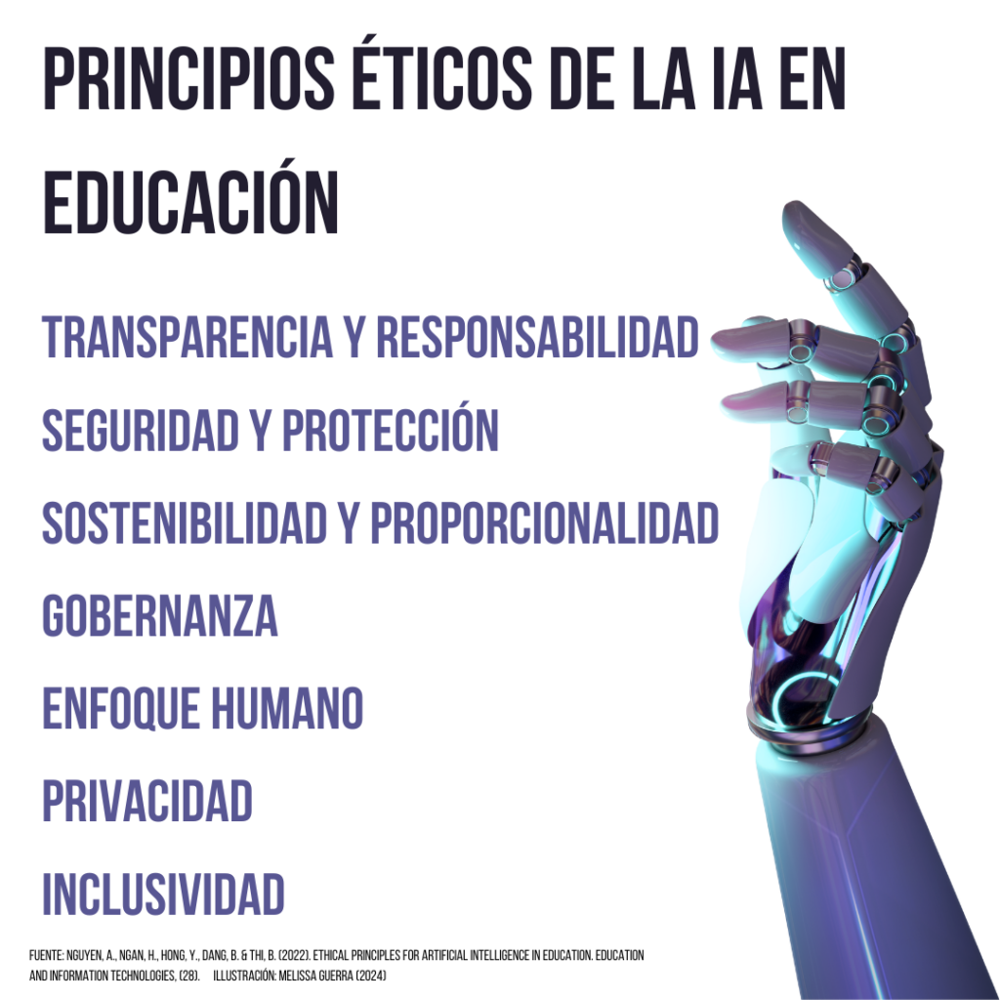 PRINCIPIOS ÉTICOS DE LA IA EN
EDUCACIÓN
TRANSPARENCIA Y RESPONSABILIDAD
SEGURIDAD Y PROTECCIÓN
SOSTENIBILIDAD Y PROPORCIONALIDAD
GOBERNANZA
ENFOQUE HUMANO
PRIVACIDAD
INCLUSIVIDAD
FUENTE: NGUYEN, A., NGAN, H., HONG, Y., DANG, B. & THI, B. (2022). ETHICAL PRINCIPLES FOR ARTIFICIAL INTELLIGENCE IN EDUCATION. EDUCATION
AND INFORMATION TECHNOLOGIES, (28). ILLUSTRACIÓN: MELISSA GUERRA (2024)